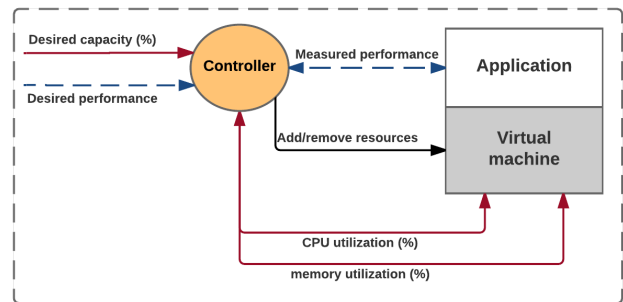 Desired capacity (%)
Desired performance
Controller
Measured performance
Add/remove resources
Application
Virtual
machine
CPU utilization (%)
memory utilization (%)